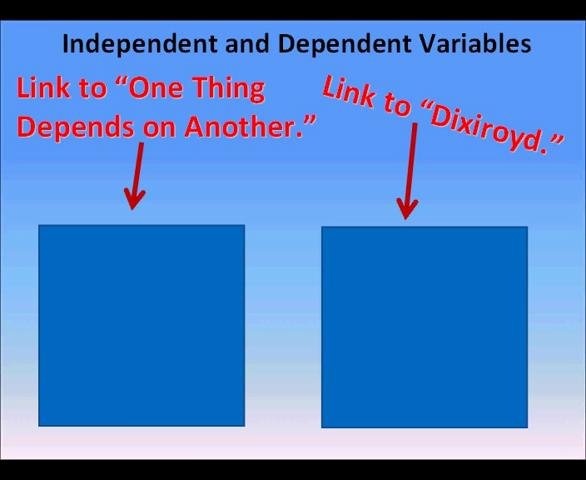 Independent and Dependent Variables
Link to “One Thing
Depends on Another.”
Link to “Dixiroyd.”